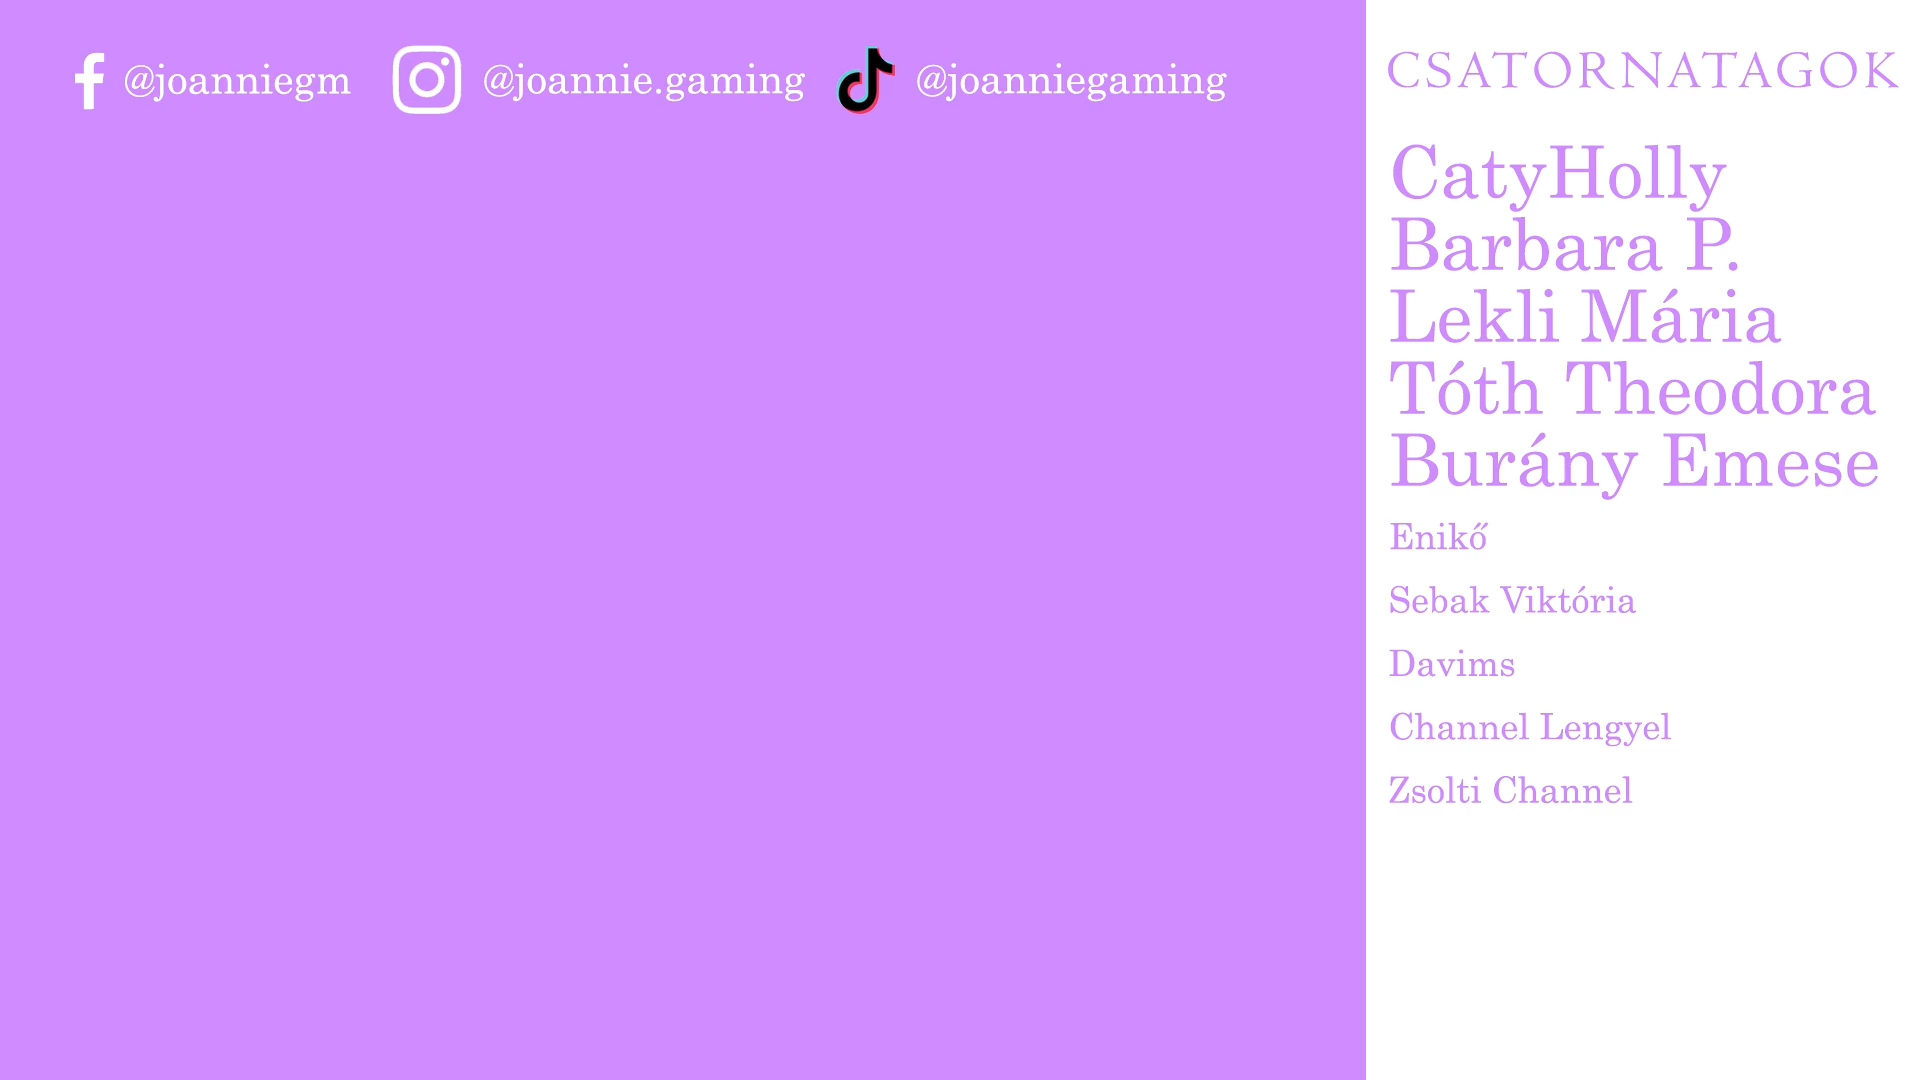 @joanniegm @joannie.gaming @joanniegaming
CSATORNATAGOK
CatyHolly
Barbara P.
Lekli Mária
Tóth Theodora
Burány Emese
Enikő
Sebak Viktória
Davims
Channel Lengyel
Zsolti Channel